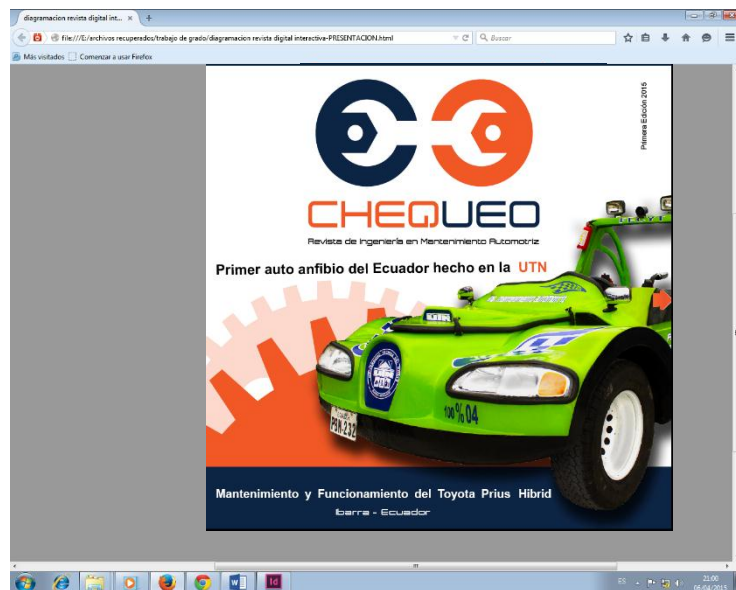 diagramacion revista digital int...
file:///E:/archivos recuperados/trabajo de grado/diagramacion revista digital interactiva-PRESENTACION.html
Buscar
Más visitados
Comenzar a usar Firefox
Primera Edición 2015
CHEQUEO
Revista de Ingeniería en Mantenimiento Automotriz
Primer auto anfibio del Ecuador hecho en la UTN
UTN
100% 04
PBN-232
Mantenimiento y Funcionamiento del Toyota Prius Hibrid
Ibarra - Ecuador
ES
21:00
06/04/2015